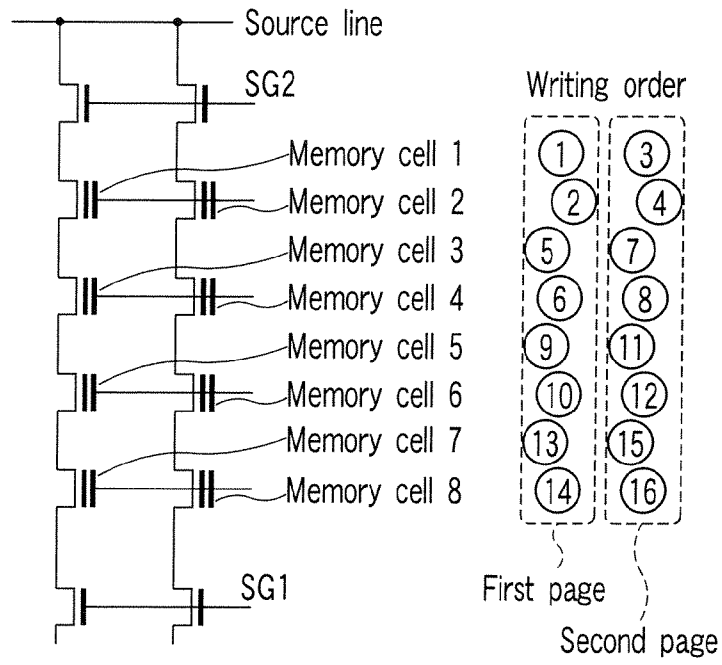 Source line
SG2
Writing order
Memory cell 1 1 3
Memory cell 2 2 4
Memory cell 3 5 7
Memory cell 4 6 8
Memory cell 5 9 11
Memory cell 6 10 12
Memory cell 7 13 15
Memory cell 8 14 16
SG1
First page
Second page